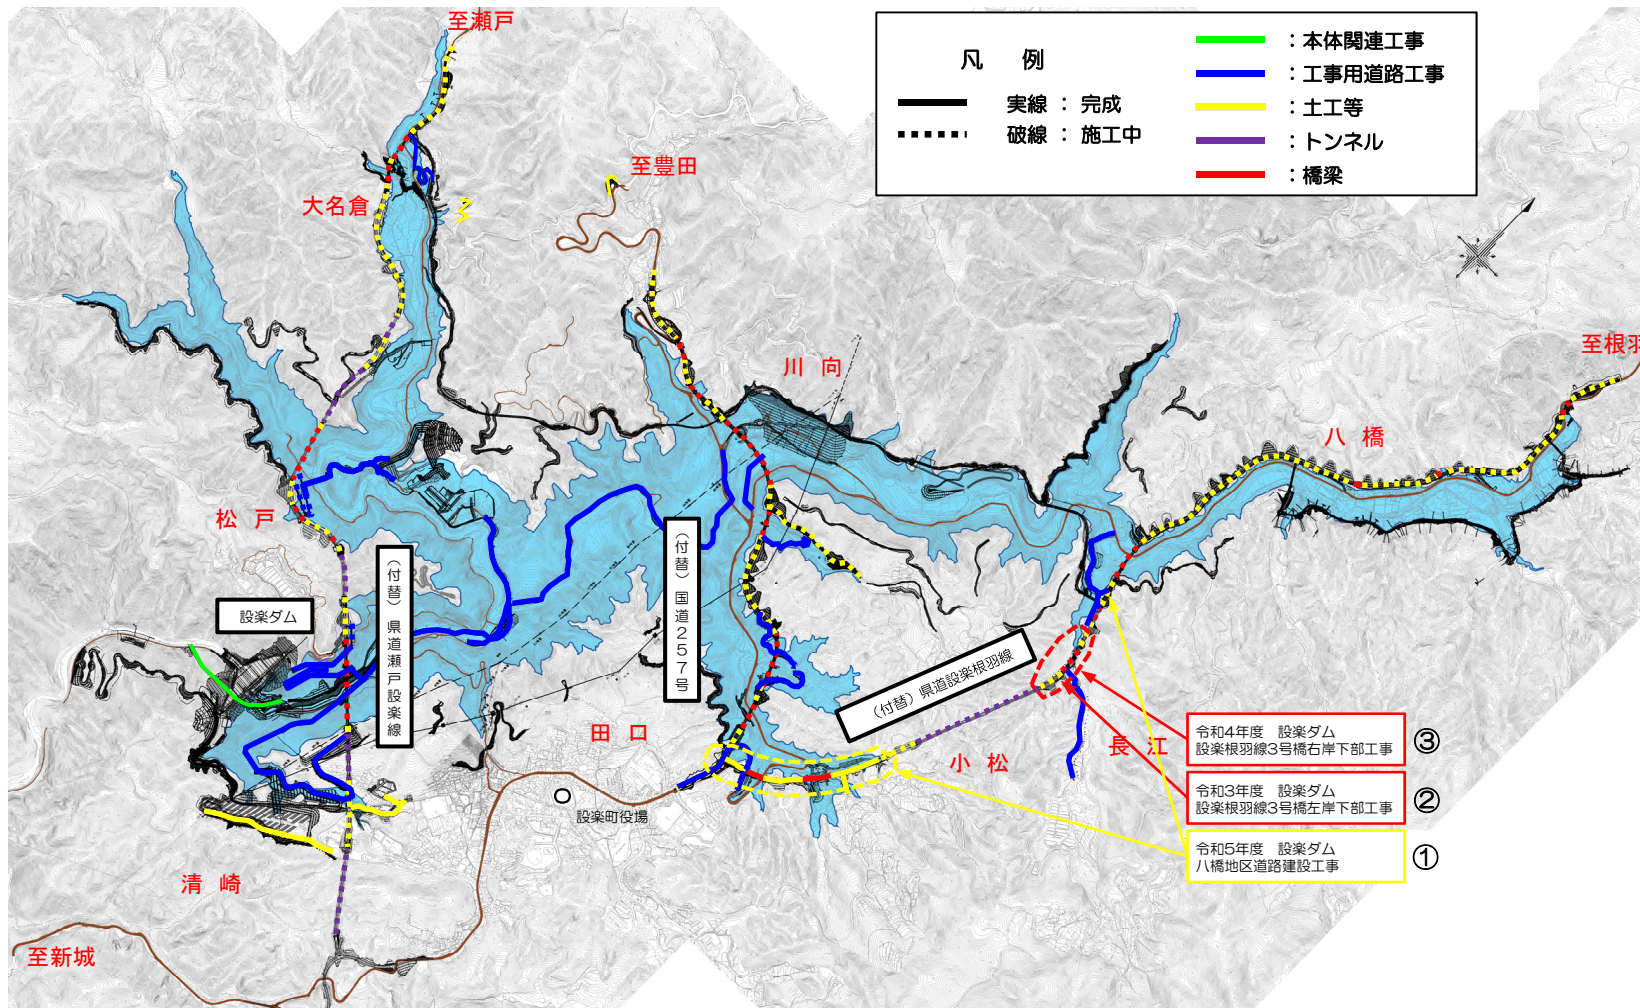 至瀬戸
凡 例
実線 : 完成
破線 : 施工中
:本体関連工事
:工事用道路工事
:土工等
:トンネル
:橋梁
至豊田
大名倉
川 向
至根羽
八 橋
松 戸
(付替)県道瀬戸設楽線
(付替)国道257号
設楽ダム
(付替)県道設楽根羽線
田 口
小 松
長 江
設楽町役場
令和4年度 設楽ダム
設楽根羽線3号橋右岸下部工事
③
令和3年度 設楽ダム
設楽根羽線3号橋左岸下部工事
②
令和5年度 設楽ダム
八橋地区道路建設工事
①
清 崎
至新城